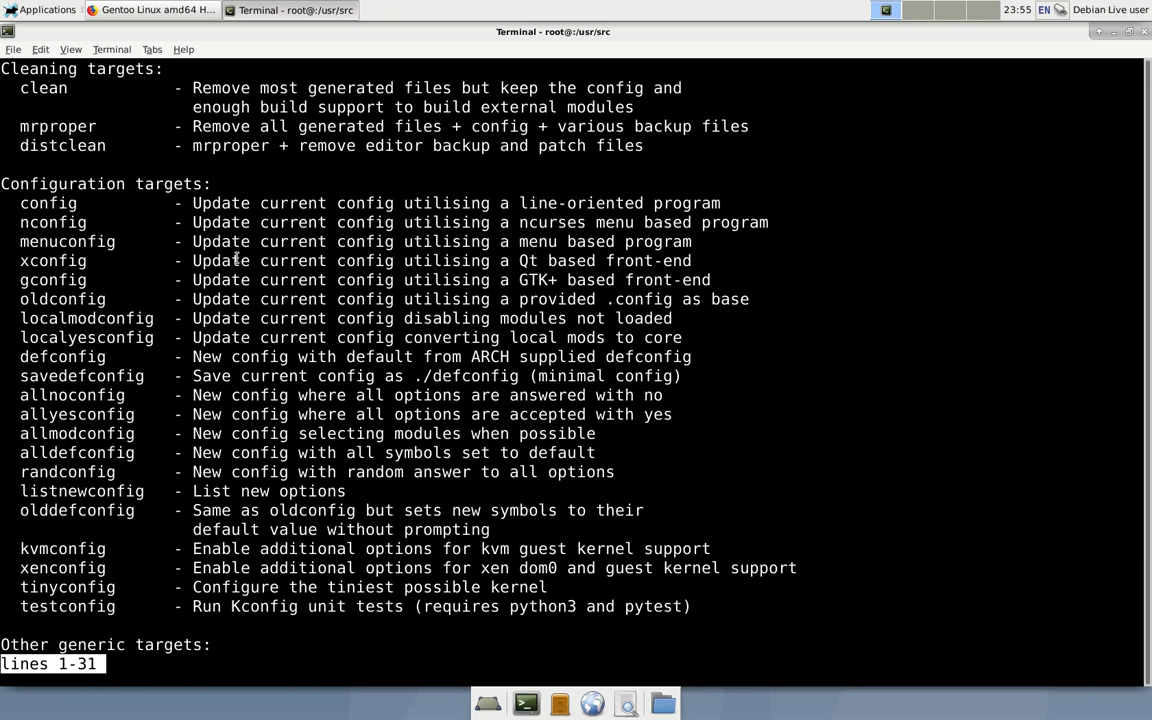 Applications
Gentoo Linux amd64 H...
Terminal - root@:/usr/src
23:55
EN
Debian Live user
Terminal - root@:/usr/src
File Edit View Terminal Tabs Help
Cleaning targets:
clean - Remove most generated files but keep the config and
enough build support to build external modules
mrproper - Remove all generated files + config + various backup files
distclean - mrproper + remove editor backup and patch files
Configuration targets:
config - Update current config utilising a line-oriented program
nconfig - Update current config utilising a ncurses menu based program
menuconfig - Update current config utilising a menu based program
xconfig - Update current config utilising a Qt based front-end
gconfig - Update current config utilising a GTK+ based front-end
oldconfig - Update current config utilising a provided .config as base
localmodconfig - Update current config disabling modules not loaded
localyesconfig - Update current config converting local mods to core
defconfig - New config with default from ARCH supplied defconfig
savedefconfig - Save current config as ./defconfig (minimal config)
allnoconfig - New config where all options are answered with no
allyesconfig - New config where all options are accepted with yes
allmodconfig - New config selecting modules when possible
alldefconfig - New config with all symbols set to default
randconfig - New config with random answer to all options
listnewconfig - List new options
olddefconfig - Same as oldconfig but sets new symbols to their
default value without prompting
kvmconfig - Enable additional options for kvm guest kernel support
xenconfig - Enable additional options for xen dom0 and guest kernel support
tinyconfig - Configure the tiniest possible kernel
testconfig - Run Kconfig unit tests (requires python3 and pytest)
Other generic targets:
lines 1-31